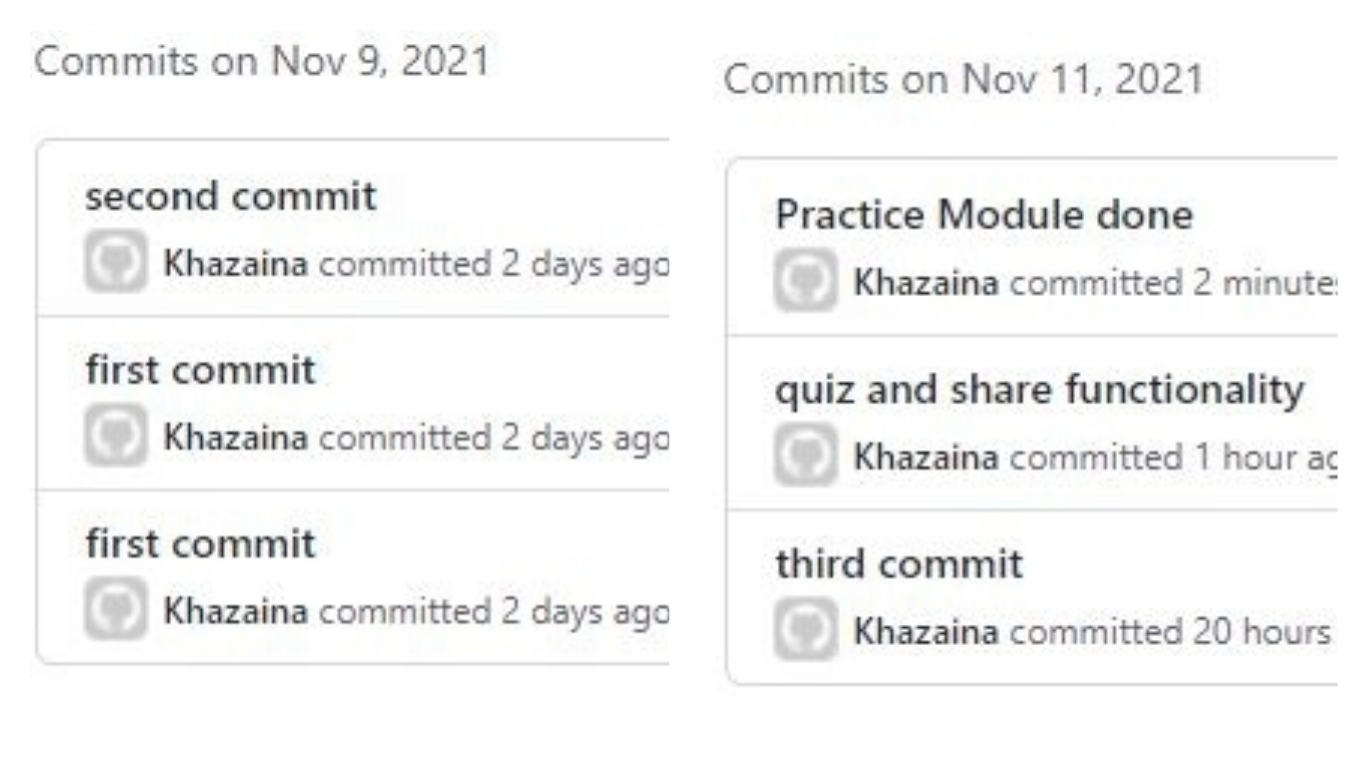 Commits on Nov 9, 2021
second commit
Khazaina committed 2 days ago
first commit
Khazaina committed 2 days ago
first commit
Khazaina committed 2 days ago
Commits on Nov 11, 2021
Practice Module done
Khazaina committed 2 minutes
quiz and share functionality
Khazaina committed 1 hour ag
third commit
Khazaina committed 20 hours